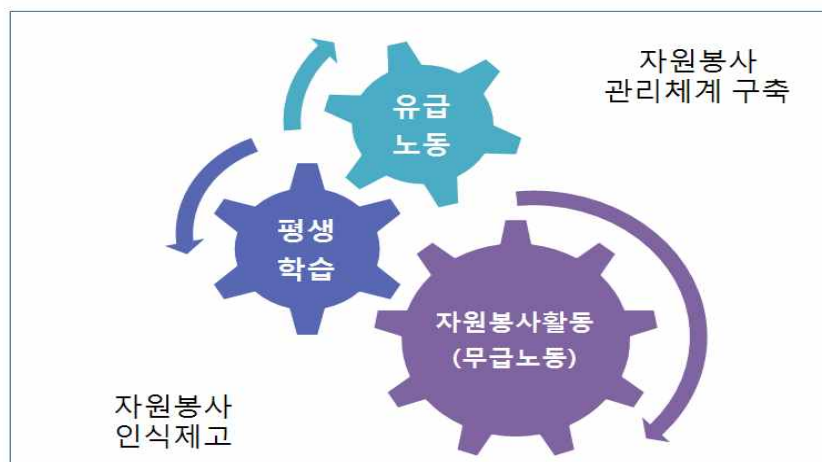 자원봉사
관리체계 구축
유급
노동
평생
학습
자원봉사활동
(무급노동)
자원봉사
인식제고